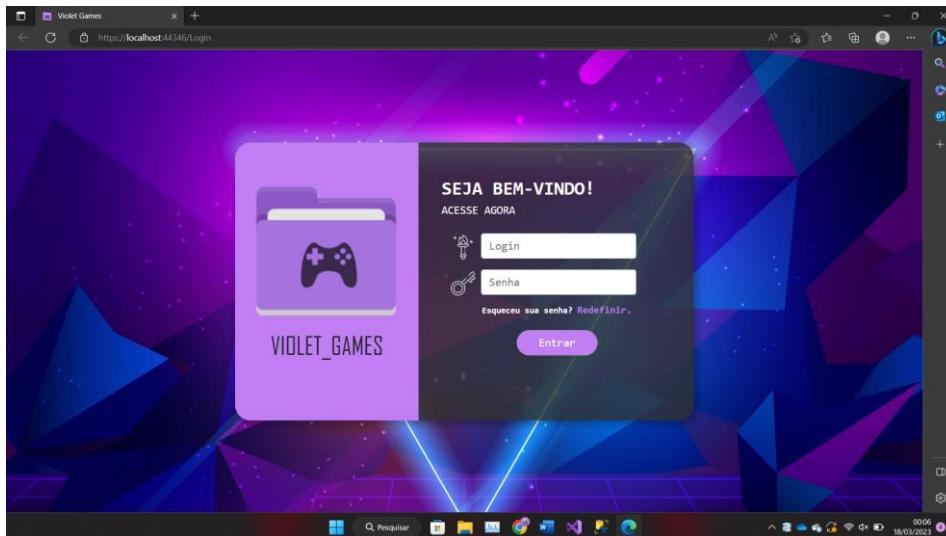 Violet Games
https://localhost:44346/Login
SEJA BEM-VINDO!
ACESSE AGORA
Login
Senha
Esqueceu sua senha? Redefinir.
Entrar
VIOLET_GAMES
Pesquisar
00:06
18/03/2023